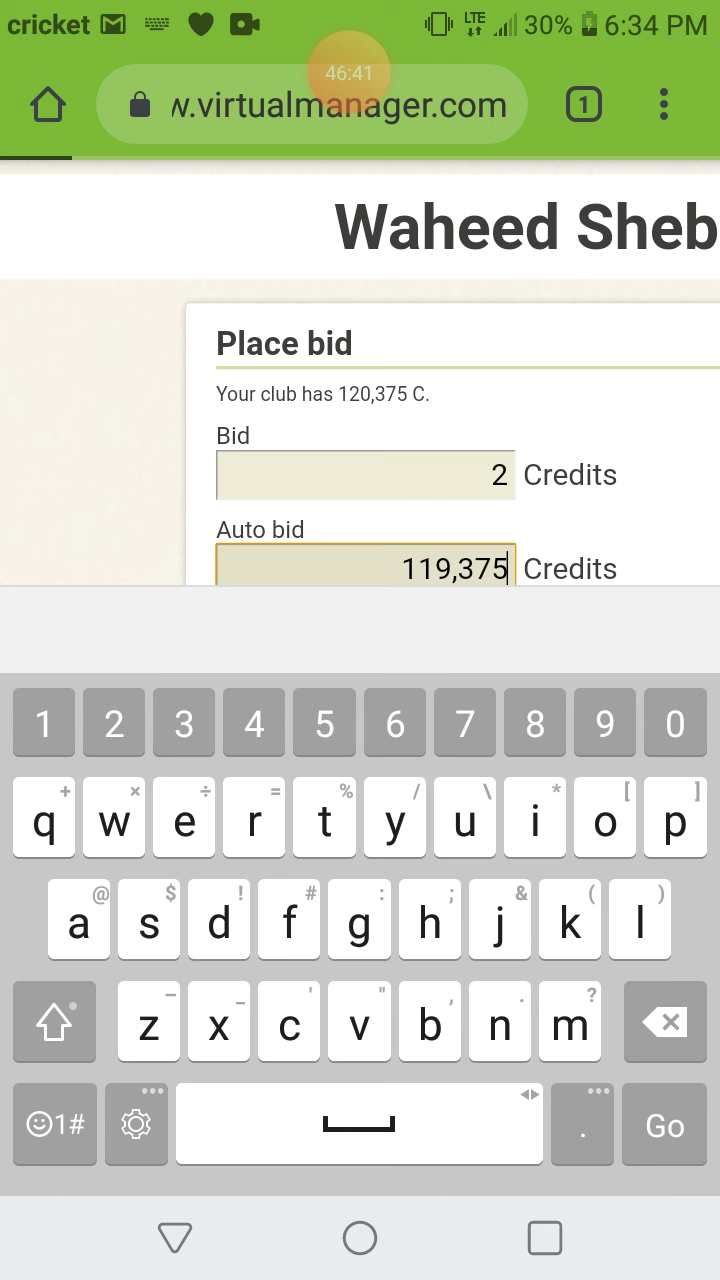 cricket LTE 30% 6:34 PM
46:41
w.virtualmanager.com 1
Waheed Sheb
Place bid
Your club has 120,375 C.
Bid
2 Credits
Auto bid
119,375 Credits
1 2 3 4 5 6 7 8 9 0
+ × ÷ = % / \ * [ ]
q w e r t y u i o p
@ $ ! # : ; & ( )
a s d f g h j k l
– _ ' " , . ?
z x c v b n m
1# . Go